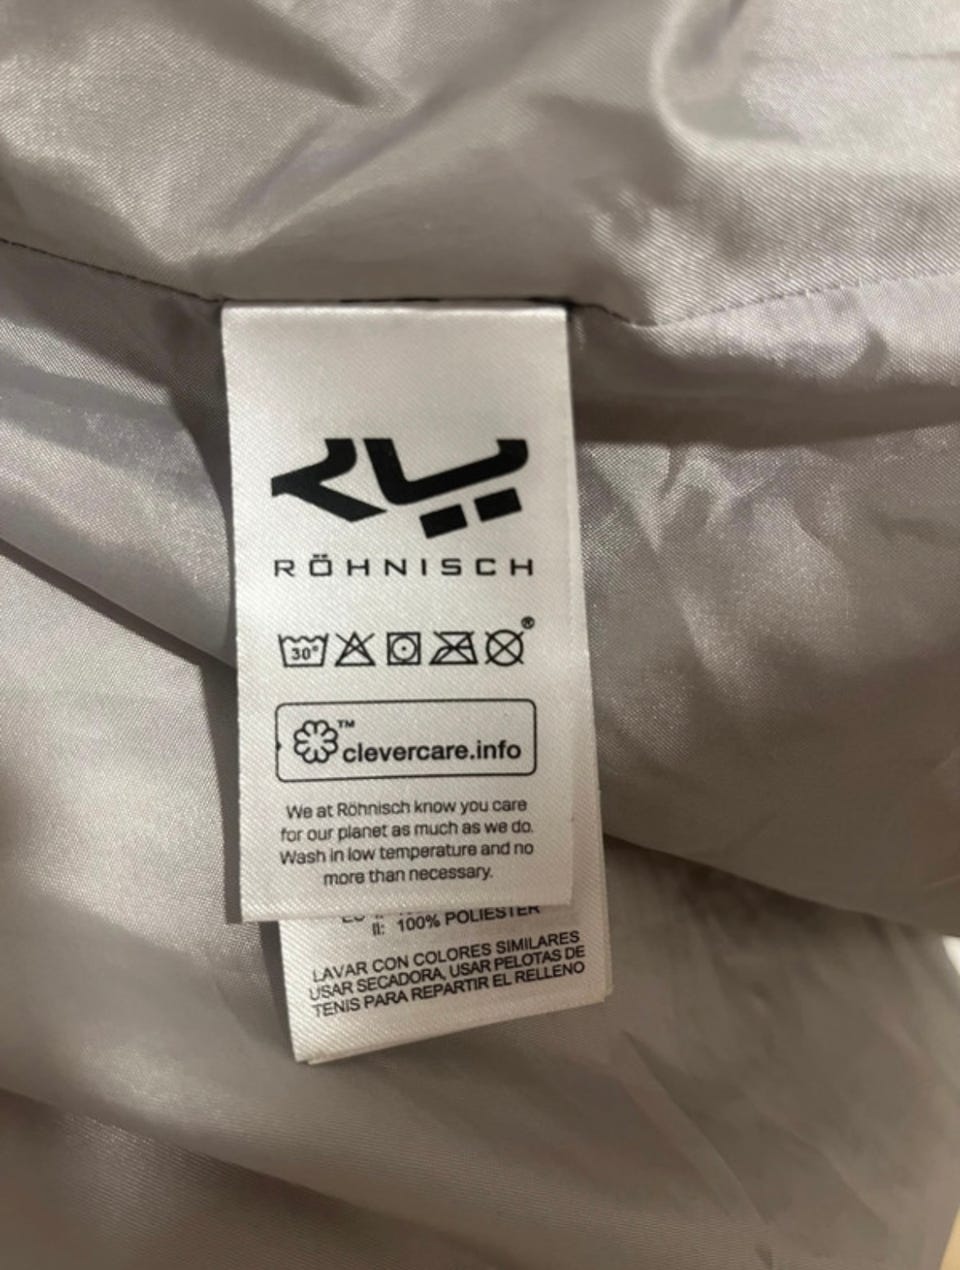 RÖHNISCH
30°
®
™
clevercare.info
We at Röhnisch know you care
for our planet as much as we do.
Wash in low temperature and no
more than necessary.
II: 100% POLIESTER
LAVAR CON COLORES SIMILARES
USAR SECADORA, USAR PELOTAS DE
TENIS PARA REPARTIR EL RELLENO